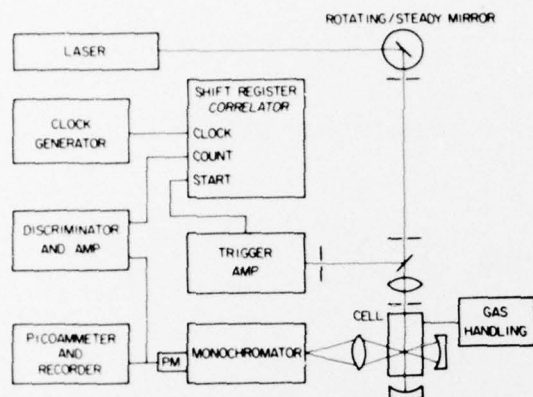 ROTATING/STEADY MIRROR
LASER
SHIFT REGISTER
CORRELATOR
CLOCK
GENERATOR
CLOCK
COUNT
START
DISCRIMINATOR
AND AMP
TRIGGER
AMP
CELL
GAS
HANDLING
PICOAMMETER
AND
RECORDER
PM
MONOCHROMATOR